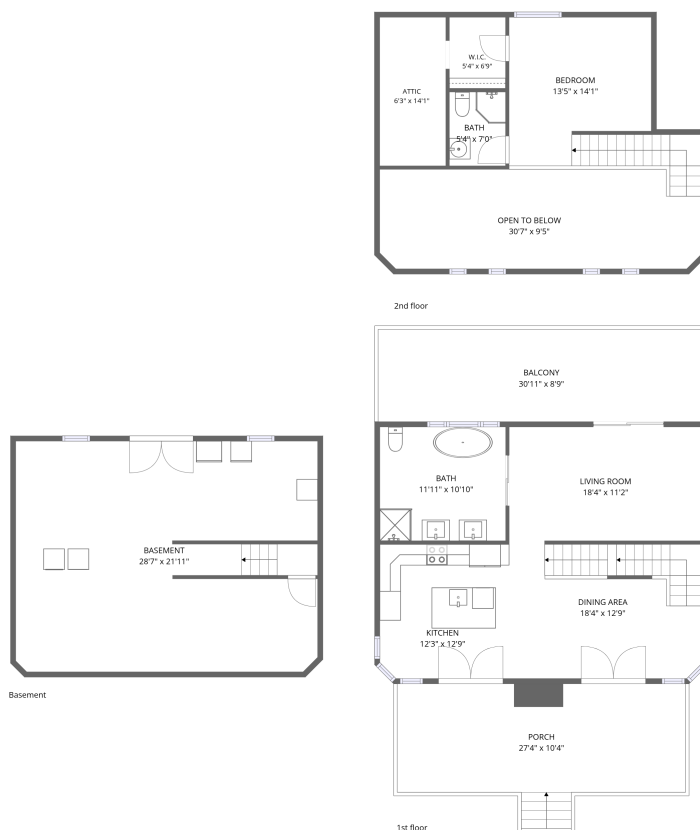 W.I.C.
5'4" x 6'9"
BEDROOM
13'5" x 14'1"
ATTIC
6'3" x 14'1"
BATH
5'4" x 7'0"
OPEN TO BELOW
30'7" x 9'5"
2nd floor
BALCONY
30'11" x 8'9"
BATH
11'11" x 10'10"
LIVING ROOM
18'4" x 11'2"
BASEMENT
28'7" x 21'11"
DINING AREA
18'4" x 12'9"
KITCHEN
12'3" x 12'9"
Basement
PORCH
27'4" x 10'4"
1st floor